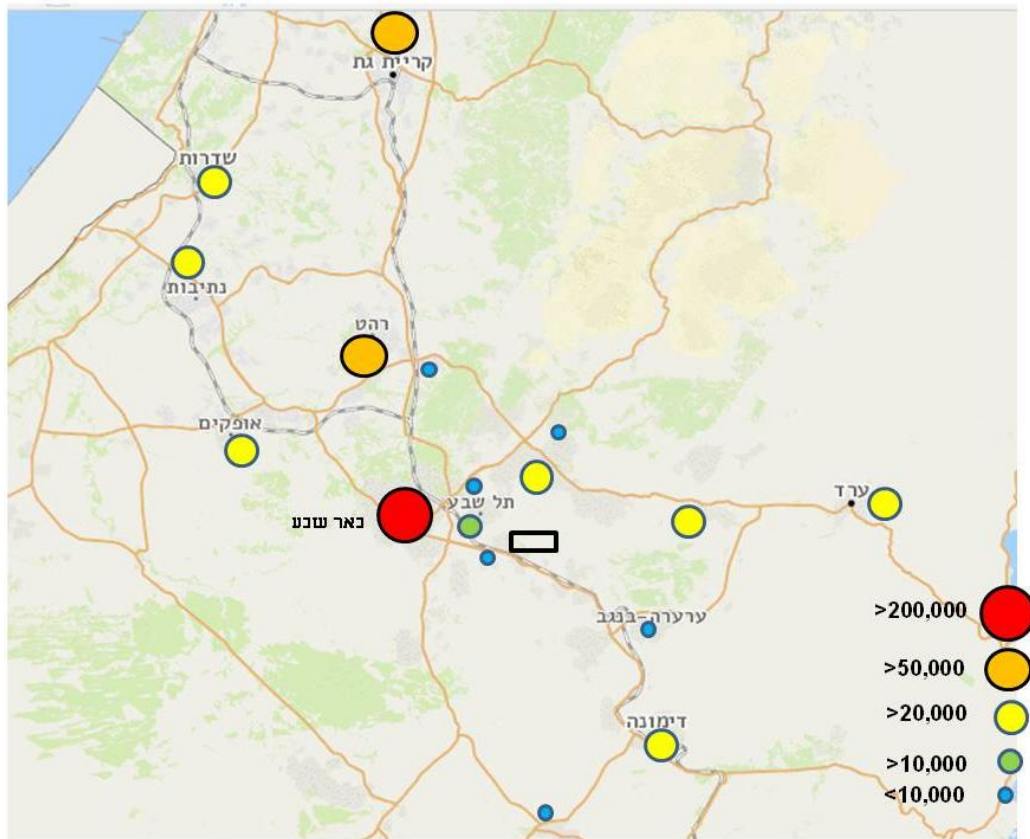 קריית גת
שדרות
נתיבות
רהט
אופקים
תל שבע
ערד
באר שבע
ערערה-בנגב
>200,000
>50,000
דימונה
>20,000
>10,000
<10,000